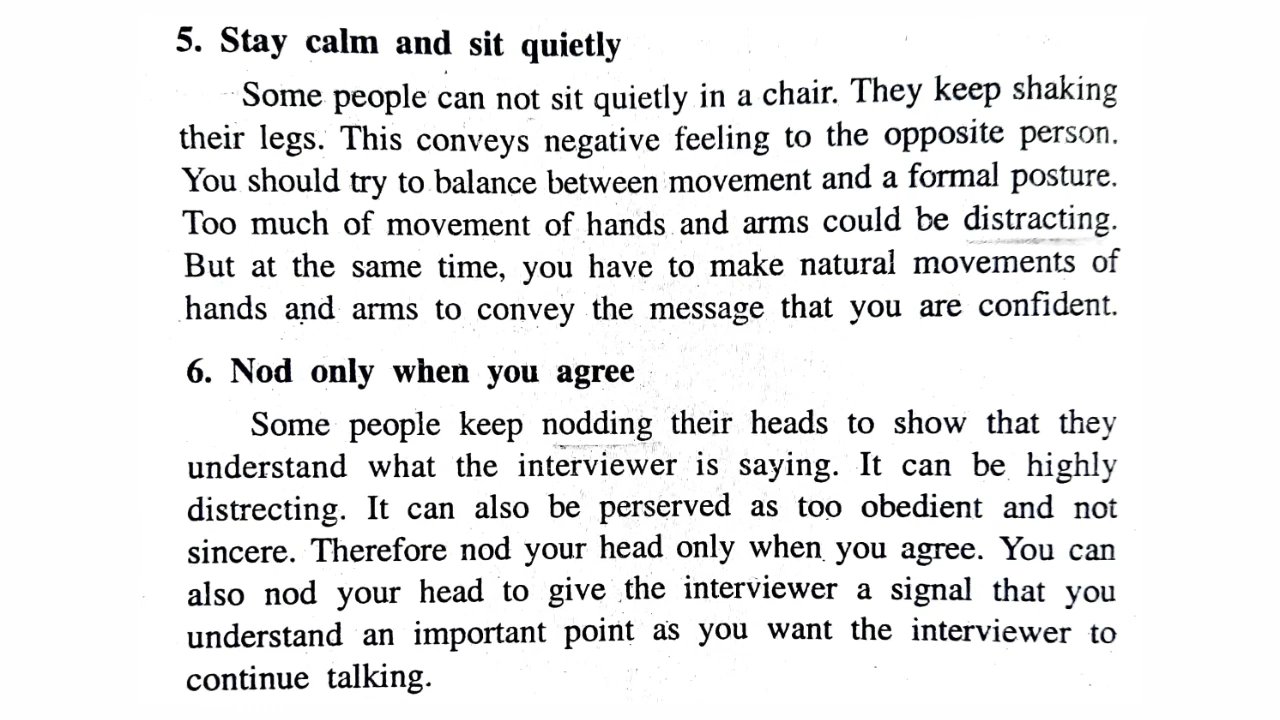 5. Stay calm and sit quietly
Some people can not sit quietly in a chair. They keep shaking
their legs. This conveys negative feeling to the opposite person.
You should try to balance between movement and a formal posture.
Too much of movement of hands and arms could be distracting.
But at the same time, you have to make natural movements of
hands and arms to convey the message that you are confident.
6. Nod only when you agree
Some people keep nodding their heads to show that they
understand what the interviewer is saying. It can be highly
distrecting. It can also be perserved as too obedient and not
sincere. Therefore nod your head only when you agree. You can
also nod your head to give the interviewer a signal that you
understand an important point as you want the interviewer to
continue talking.